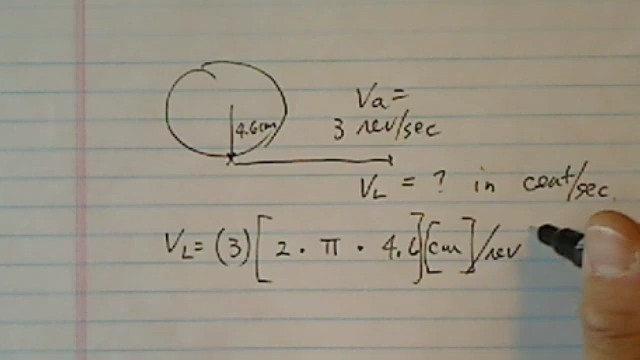 4.6cm
Va =
3 rev/sec
VL = ? in cent/sec.
VL = (3) [2 · π · 4.6] [cm]/rev